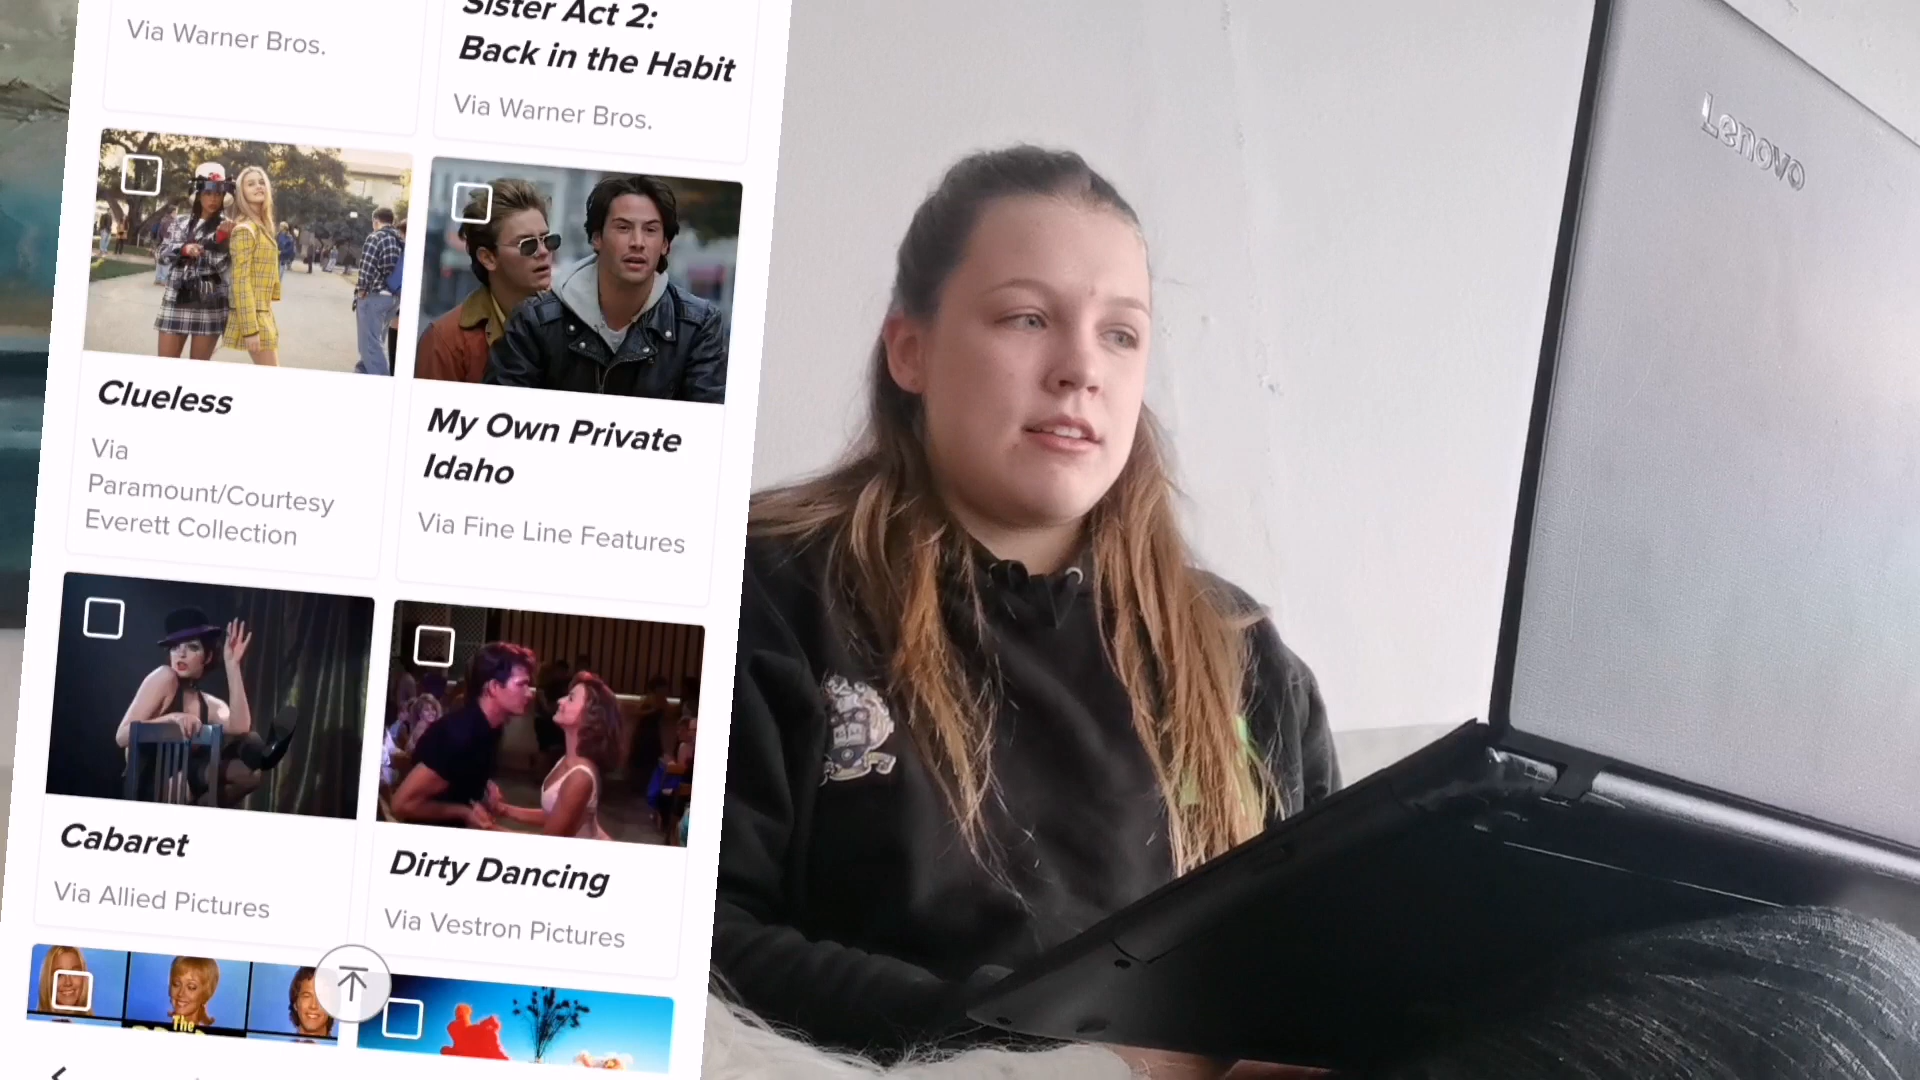 Via Warner Bros.
Sister Act 2:
Back in the Habit
Via Warner Bros.
Clueless
Via
Paramount/Courtesy
Everett Collection
My Own Private
Idaho
Via Fine Line Features
Cabaret
Via Allied Pictures
Dirty Dancing
Via Vestron Pictures
The
Lenovo